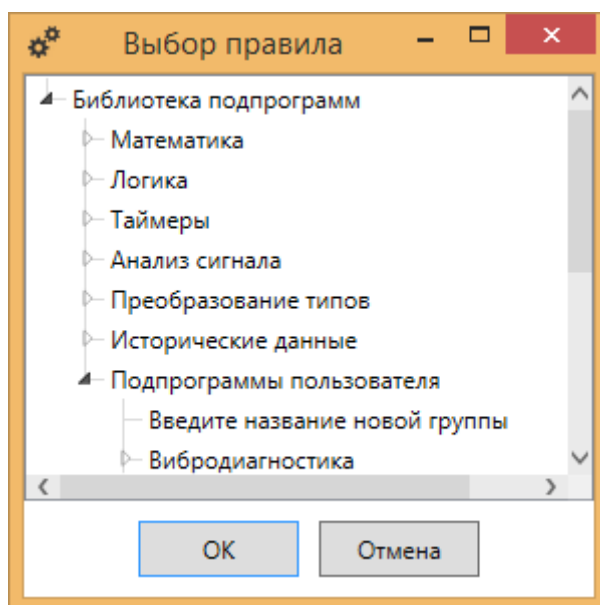 Выбор правила
Библиотека подпрограмм
Математика
Логика
Таймеры
Анализ сигнала
Преобразование типов
Исторические данные
Подпрограммы пользователя
Введите название новой группы
Вибродиагностика
ОК Отмена